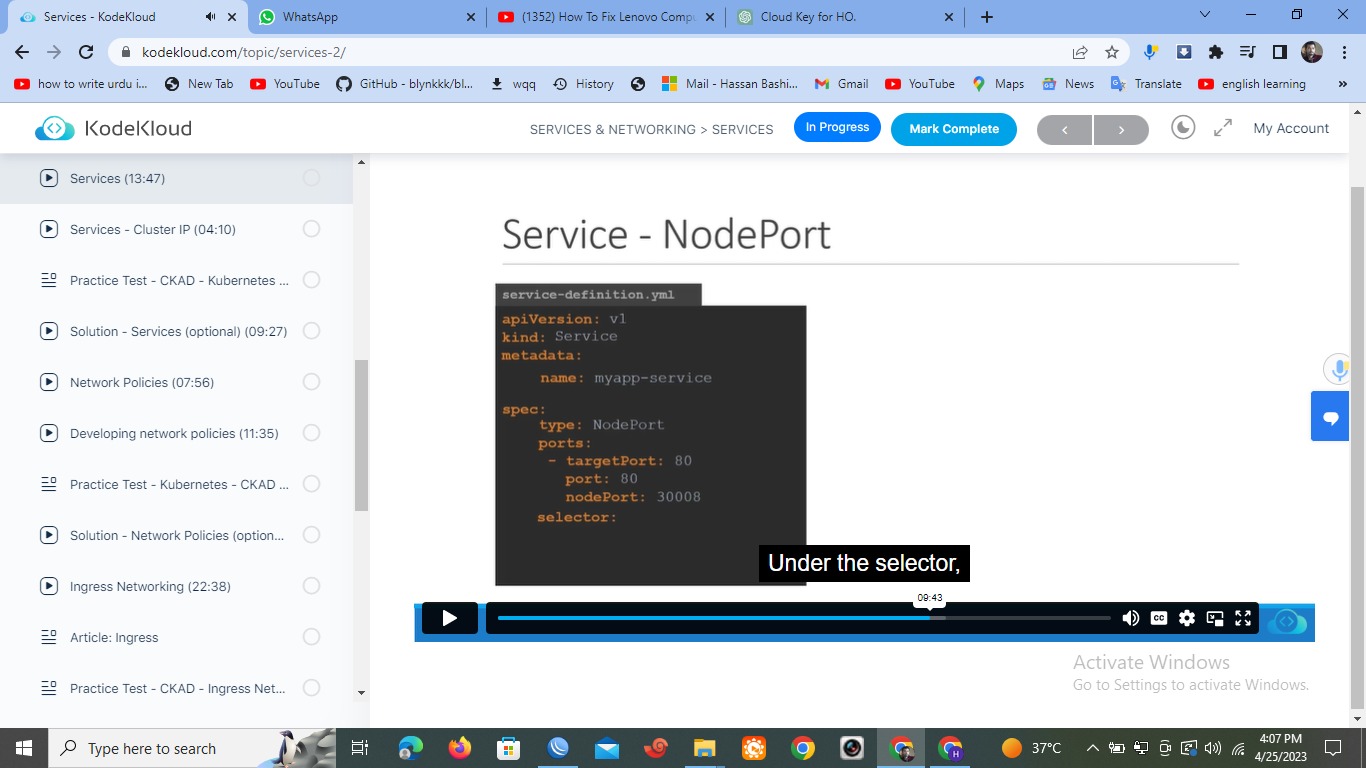 Services - KodeKloud
WhatsApp
(1352) How To Fix Lenovo Compu
Cloud Key for HO.
kodekloud.com/topic/services-2/
how to write urdu i...
New Tab
YouTube
GitHub - blynkkk/bl...
wqq
History
Mail - Hassan Bashi...
Gmail
YouTube
Maps
News
Translate
english learning
»
KodeKloud
SERVICES & NETWORKING > SERVICES
In Progress
Mark Complete
My Account
Services (13:47)
Services - Cluster IP (04:10)
Practice Test - CKAD - Kubernetes ...
Solution - Services (optional) (09:27)
Network Policies (07:56)
Developing network policies (11:35)
Practice Test - Kubernetes - CKAD ...
Solution - Network Policies (option...
Ingress Networking (22:38)
Article: Ingress
Practice Test - CKAD - Ingress Net...
Service - NodePort
service-definition.yml
apiVersion: v1
kind: Service
metadata:
name: myapp-service
spec:
type: NodePort
ports:
- targetPort: 80
port: 80
nodePort: 30008
selector:
Under the selector,
09:43
CC
Activate Windows
Go to Settings to activate Windows.
Type here to search
H
37°C
4:07 PM
4/25/2023